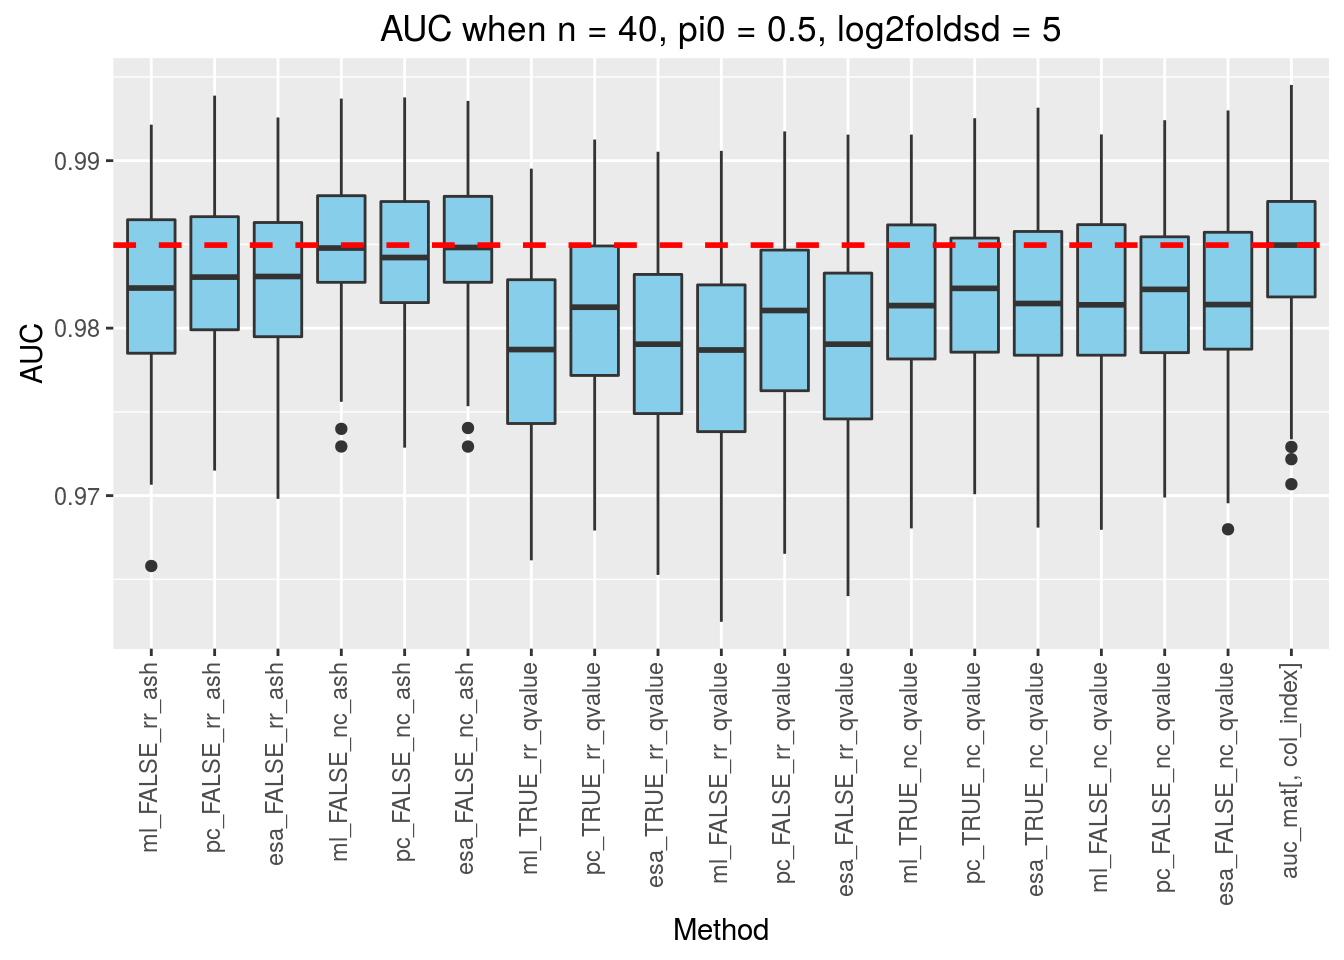 AUC when n = 40, pi0 = 0.5, log2foldsd = 5
AUC
0.99
0.98
0.97
ml_FALSE_rr_ash
pc_FALSE_rr_ash
esa_FALSE_rr_ash
ml_FALSE_nc_ash
pc_FALSE_nc_ash
esa_FALSE_nc_ash
ml_TRUE_rr_qvalue
pc_TRUE_rr_qvalue
esa_TRUE_rr_qvalue
ml_FALSE_rr_qvalue
pc_FALSE_rr_qvalue
esa_FALSE_rr_qvalue
ml_TRUE_nc_qvalue
pc_TRUE_nc_qvalue
esa_TRUE_nc_qvalue
ml_FALSE_nc_qvalue
pc_FALSE_nc_qvalue
esa_FALSE_nc_qvalue
auc_mat[, col_index]
Method